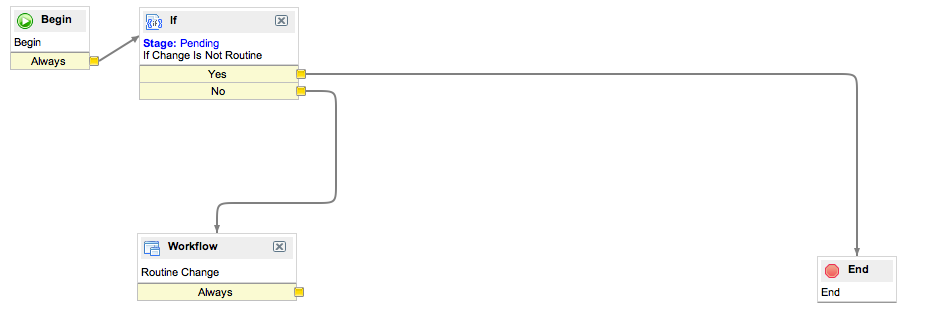 Begin
Begin
Always
If
Stage: Pending
If Change Is Not Routine
Yes
No
Workflow
Routine Change
Always
End
End